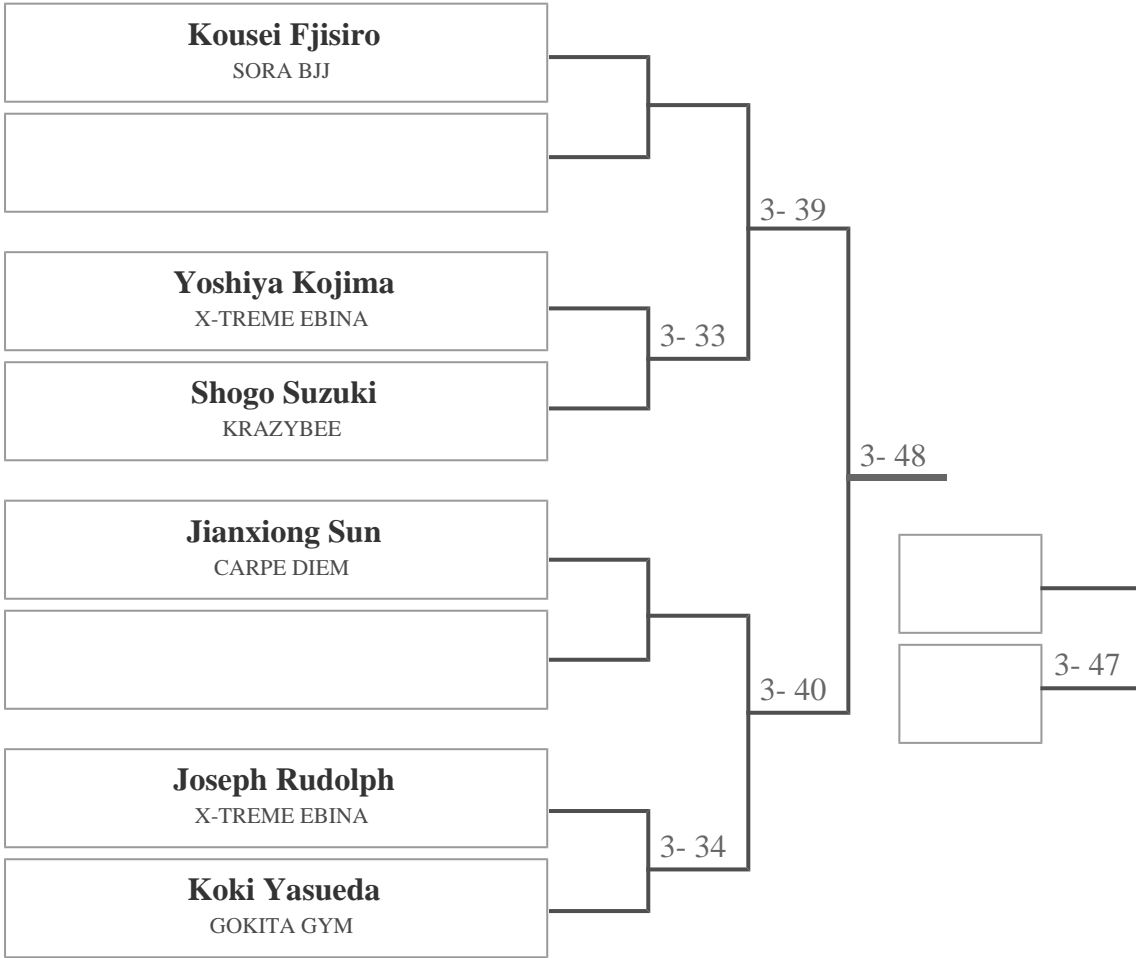 Kousei Fjisiro
SORA BJJ
3- 39
Yoshiya Kojima
X-TREME EBINA
3- 33
Shogo Suzuki
KRAZYBEE
3- 48
Jianxiong Sun
CARPE DIEM
3- 47
3- 40
Joseph Rudolph
X-TREME EBINA
3- 34
Koki Yasueda
GOKITA GYM